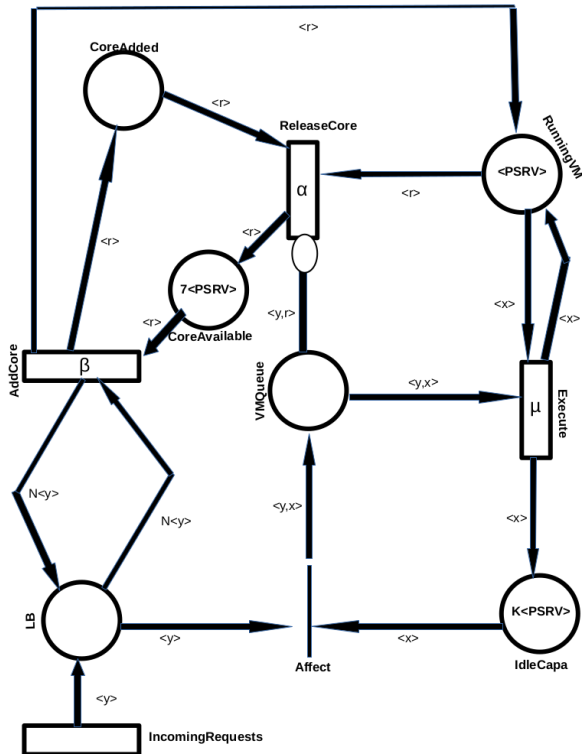 <r>
CoreAdded
<r>
ReleaseCore
RunningVM
<PSRV>
α
<r>
<r>
<r>
7<PSRV>
<r>
CoreAvailable
<y,r>
<x>
<x>
AddCore
β
VMQueue
<y,x>
μ
Execute
N<y>
N<y>
<y,x>
<x>
LB
<y>
<x>
K<PSRV>
IdleCapa
Affect
<y>
IncomingRequests